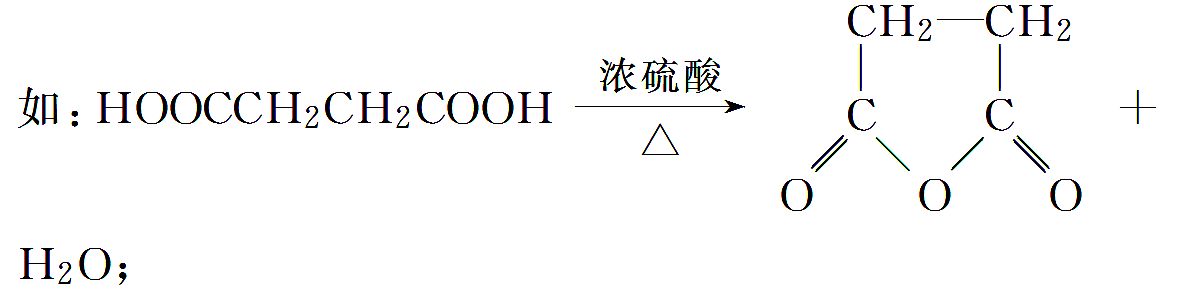 CH₂—CH₂
浓硫酸
如：HOOCCH₂CH₂COOH → C C +
△
O O O
H₂O；